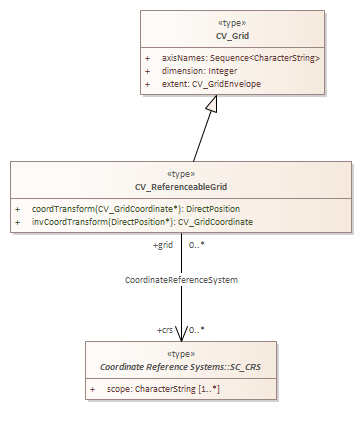 «type»
CV_Grid
+ axisNames: Sequence<CharacterString>
+ dimension: Integer
+ extent: CV_GridEnvelope
«type»
CV_ReferenceableGrid
+ coordTransform(CV_GridCoordinate*): DirectPosition
+ invCoordTransform(DirectPosition*): CV_GridCoordinate
+grid 0..*
CoordinateReferenceSystem
+crs 0..*
«type»
Coordinate Reference Systems::SC_CRS
+ scope: CharacterString [1..*]